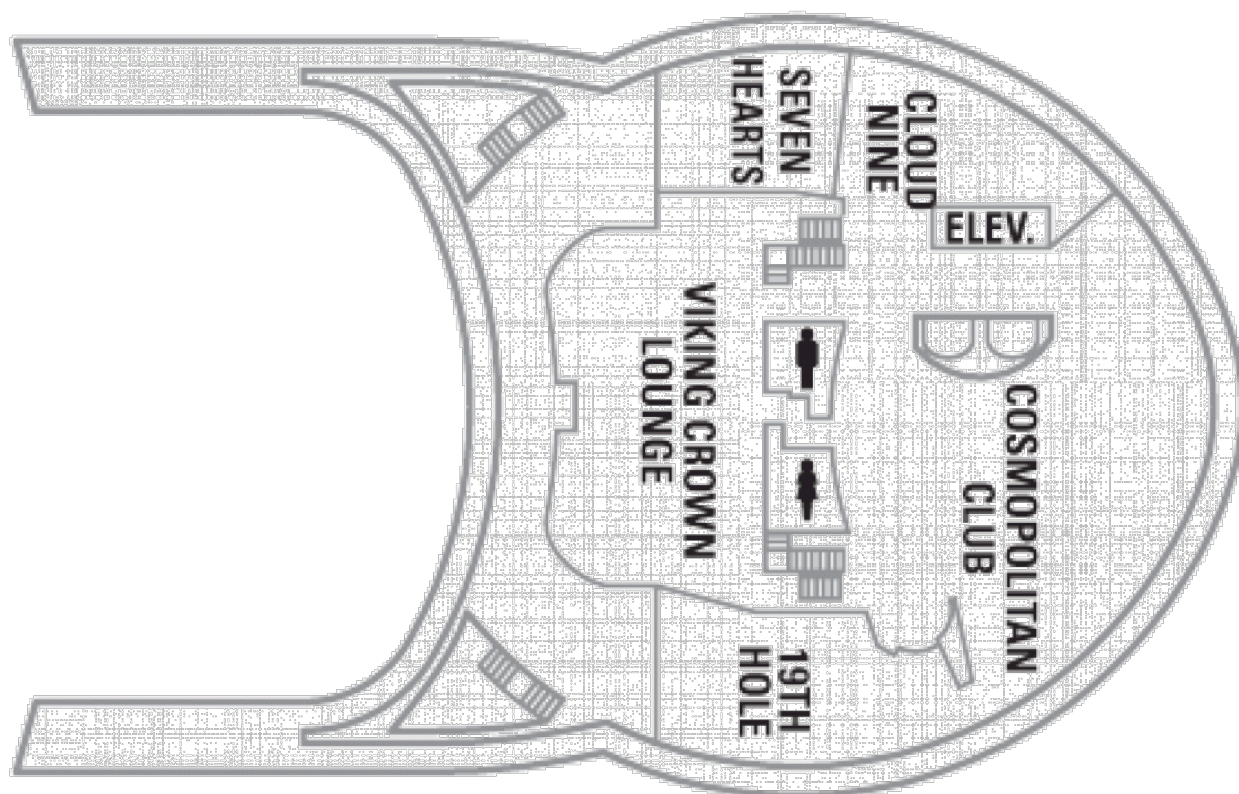 SEVEN
HEARTS
CLOUD
NINE
ELEV.
VIKING CROWN
LOUNGE
COSMOPOLITAN
CLUB
19TH
HOLE